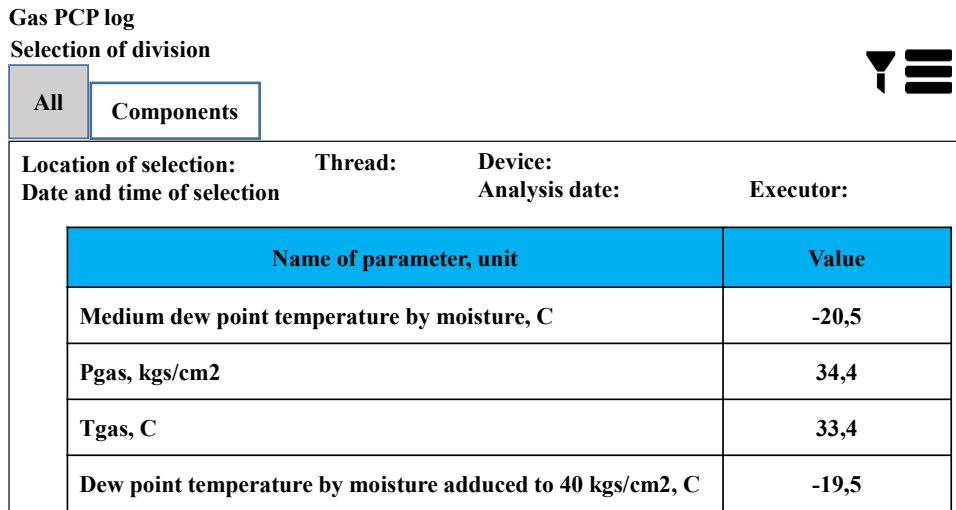 Gas PCP log
Selection of division
All
Components
Location of selection: Thread: Device:
Date and time of selection Analysis date: Executor:
Name of parameter, unit Value
Medium dew point temperature by moisture, C -20,5
Pgas, kgs/cm2 34,4
Tgas, C 33,4
Dew point temperature by moisture adduced to 40 kgs/cm2, C -19,5